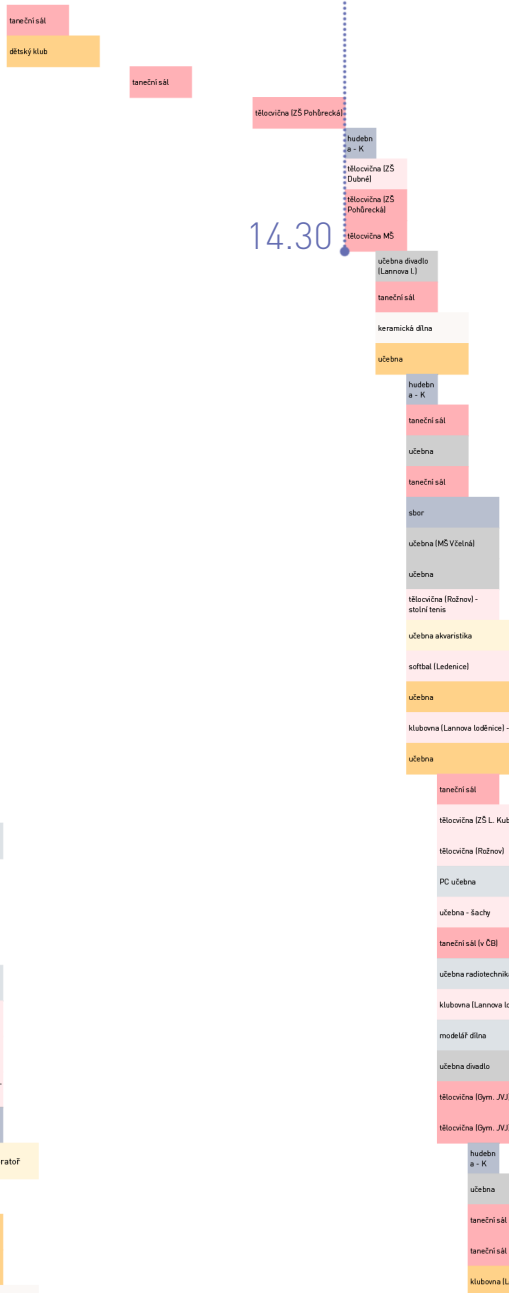 taneční sál
dětský klub
taneční sál
tělocvična (ZŠ Pohůrecká)
hudebn
a - K
tělocvična (ZŠ
Dubné)
tělocvična (ZŠ
Pohůrecká)
tělocvična MŠ
14.30
učebna divadlo
(Lannova l.)
taneční sál
keramická dílna
učebna
hudebn
a - K
taneční sál
učebna
taneční sál
sbor
učebna (MŠ Včelná)
učebna
tělocvična (Rožnov) -
stolní tenis
učebna akvaristika
softbal (Ledenice)
učebna
klubovna (Lannova loděnice) -
učebna
taneční sál
tělocvična (ZŠ L. Kub
tělocvična (Rožnov)
PC učebna
učebna - šachy
taneční sál (v ČB)
učebna radiotechnika
klubovna (Lannova lo
modelář dílna
učebna divadlo
tělocvična (Gym. JVJ)
tělocvična (Gym. JVJ)
hudebn
a - K
ratoř
učebna
taneční sál
taneční sál
klubovna (L